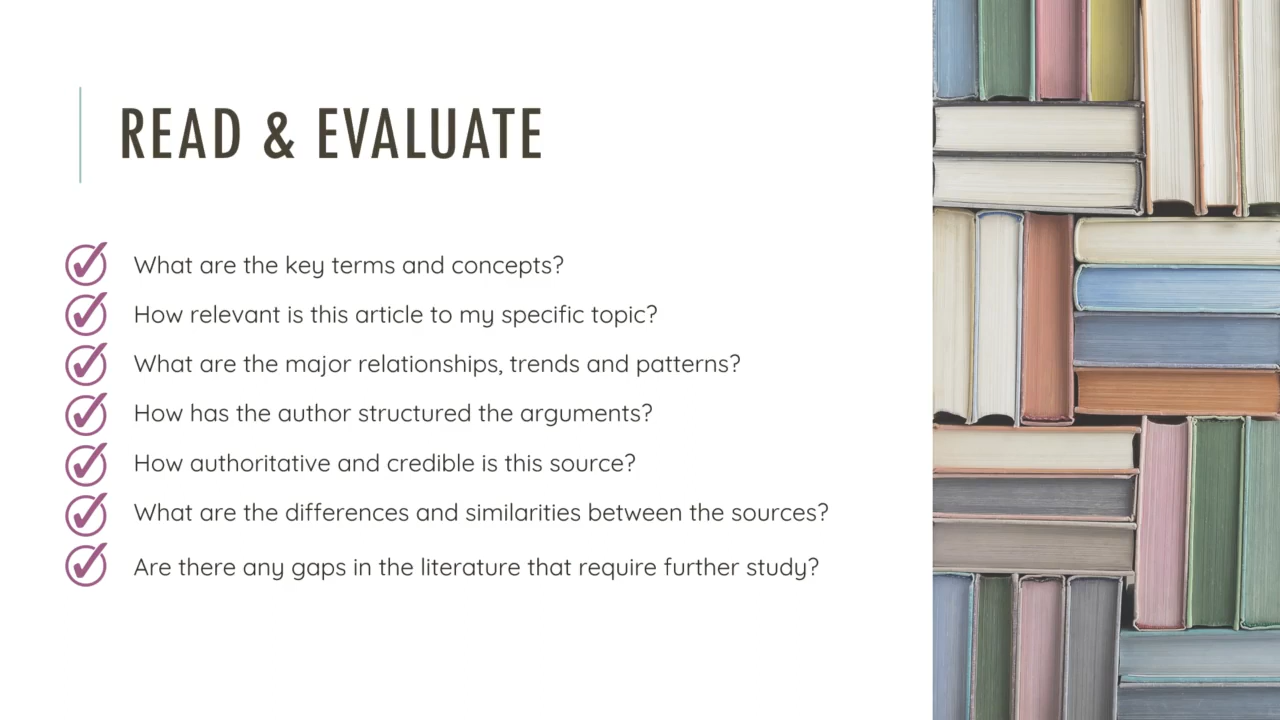 READ & EVALUATE
What are the key terms and concepts?
How relevant is this article to my specific topic?
What are the major relationships, trends and patterns?
How has the author structured the arguments?
How authoritative and credible is this source?
What are the differences and similarities between the sources?
Are there any gaps in the literature that require further study?